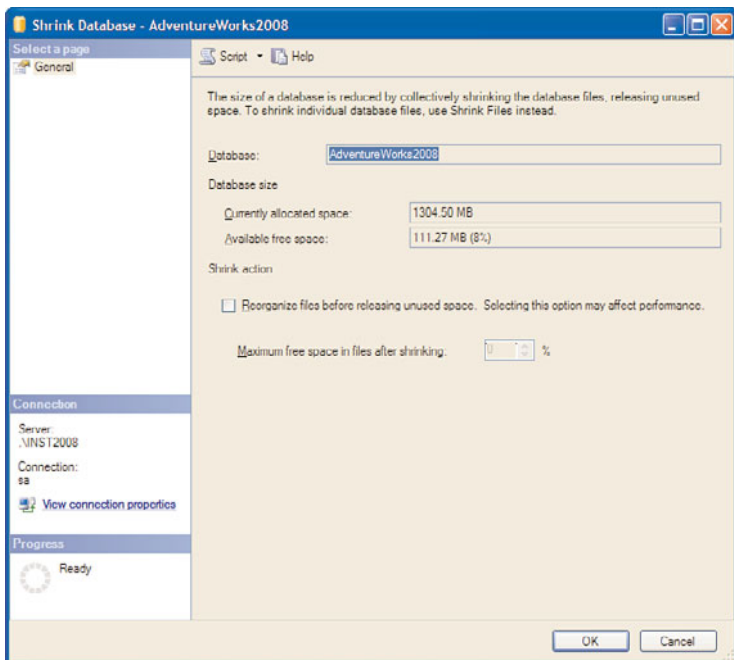 Shrink Database - AdventureWorks2008
Select a page
General
Script
Help
The size of a database is reduced by collectively shrinking the database files, releasing unused
space. To shrink individual database files, use Shrink Files instead.
Database:
AdventureWorks2008
Database size
Currently allocated space:
1304.50 MB
Available free space:
111.27 MB (8%)
Shrink action
Reorganize files before releasing unused space. Selecting this option may affect performance.
Maximum free space in files after shrinking:
0
%
Connection
Server:
.\INST2008
Connection:
sa
View connection properties
Progress
Ready
OK
Cancel